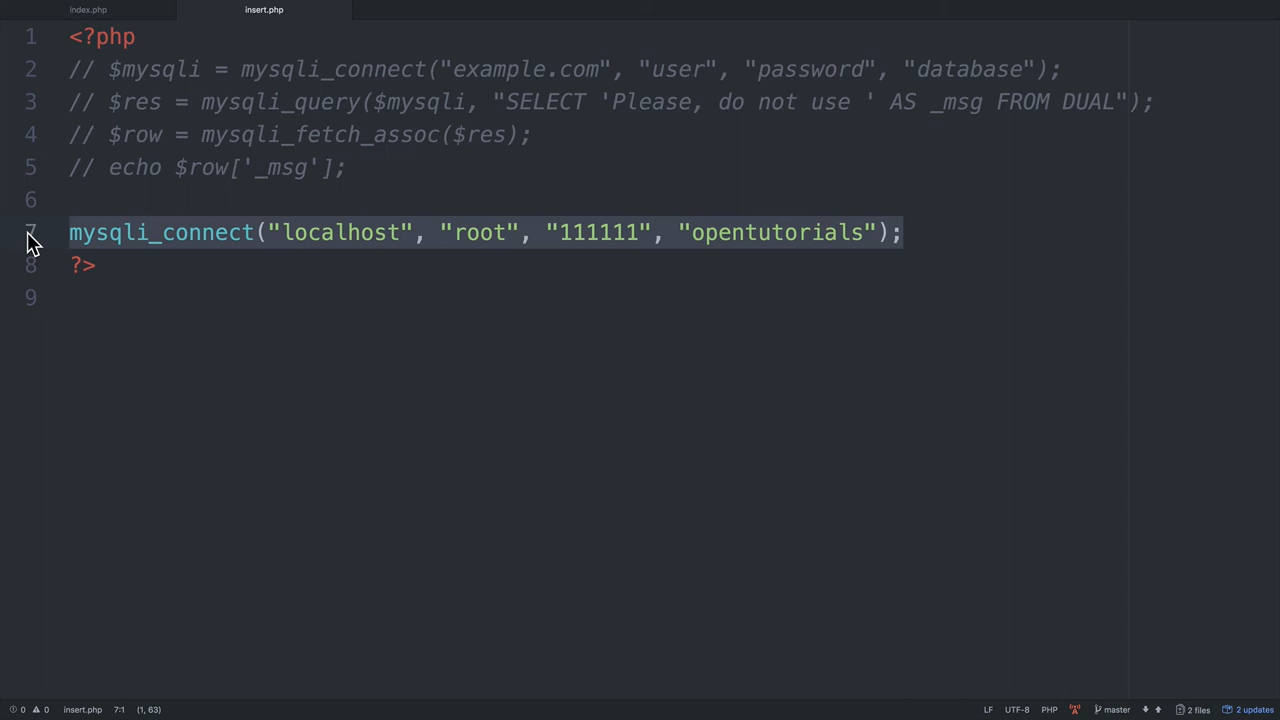 index.php
insert.php
1 <?php
2 // $mysqli = mysqli_connect("example.com", "user", "password", "database");
3 // $res = mysqli_query($mysqli, "SELECT 'Please, do not use ' AS _msg FROM DUAL");
4 // $row = mysqli_fetch_assoc($res);
5 // echo $row['_msg'];
6
7 mysqli_connect("localhost", "root", "111111", "opentutorials");
8 ?>
9
0 0 insert.php 7:1 (1, 63) LF UTF-8 PHP master 2 files 2 updates